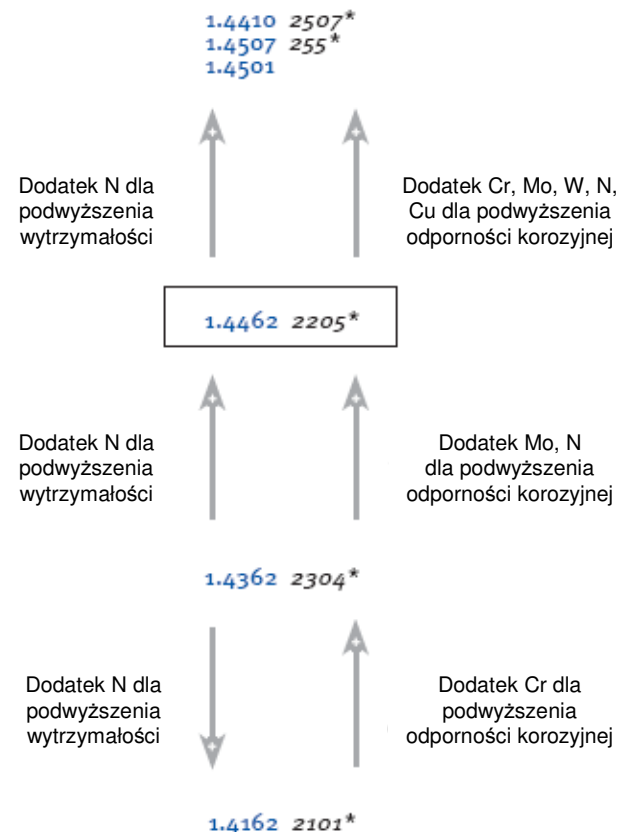 1.4410 2507*
1.4507 255*
1.4501
Dodatek N dla
podwyższenia
wytrzymałości
Dodatek Cr, Mo, W, N,
Cu dla podwyższenia
odporności korozyjnej
1.4462 2205*
Dodatek N dla
podwyższenia
wytrzymałości
Dodatek Mo, N
dla podwyższenia
odporności korozyjnej
1.4362 2304*
Dodatek N dla
podwyższenia
wytrzymałości
Dodatek Cr dla
podwyższenia
odporności korozyjnej
1.4162 2101*